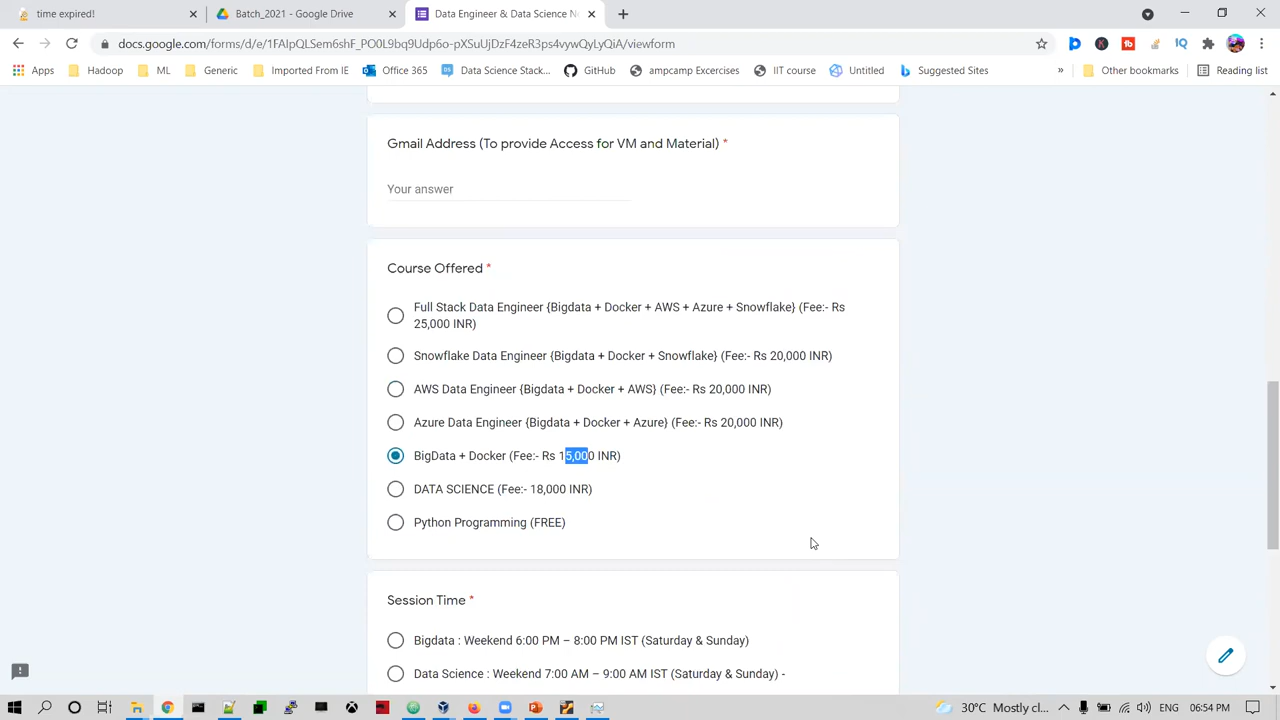 time expired!
Batch_2021 - Google Drive
Data Engineer & Data Science Ne
docs.google.com/forms/d/e/1FAIpQLSem6shF_PO0L9bq9Udp6o-pXSuUjDzF4zeR3ps4vywQyLyQiA/viewform
Apps
Hadoop
ML
Generic
Imported From IE
Office 365
Data Science Stack...
GitHub
ampcamp Excercises
IIT course
Untitled
Suggested Sites
»
Other bookmarks
Reading list
Gmail Address (To provide Access for VM and Material) *
Your answer
Course Offered *
Full Stack Data Engineer {Bigdata + Docker + AWS + Azure + Snowflake} (Fee:- Rs
25,000 INR)
Snowflake Data Engineer {Bigdata + Docker + Snowflake} (Fee:- Rs 20,000 INR)
AWS Data Engineer {Bigdata + Docker + AWS} (Fee:- Rs 20,000 INR)
Azure Data Engineer {Bigdata + Docker + Azure} (Fee:- Rs 20,000 INR)
BigData + Docker (Fee:- Rs 15,000 INR)
DATA SCIENCE (Fee:- 18,000 INR)
Python Programming (FREE)
Session Time *
Bigdata : Weekend 6:00 PM – 8:00 PM IST (Saturday & Sunday)
Data Science : Weekend 7:00 AM – 9:00 AM IST (Saturday & Sunday) -
30°C Mostly cl...
ENG
06:54 PM